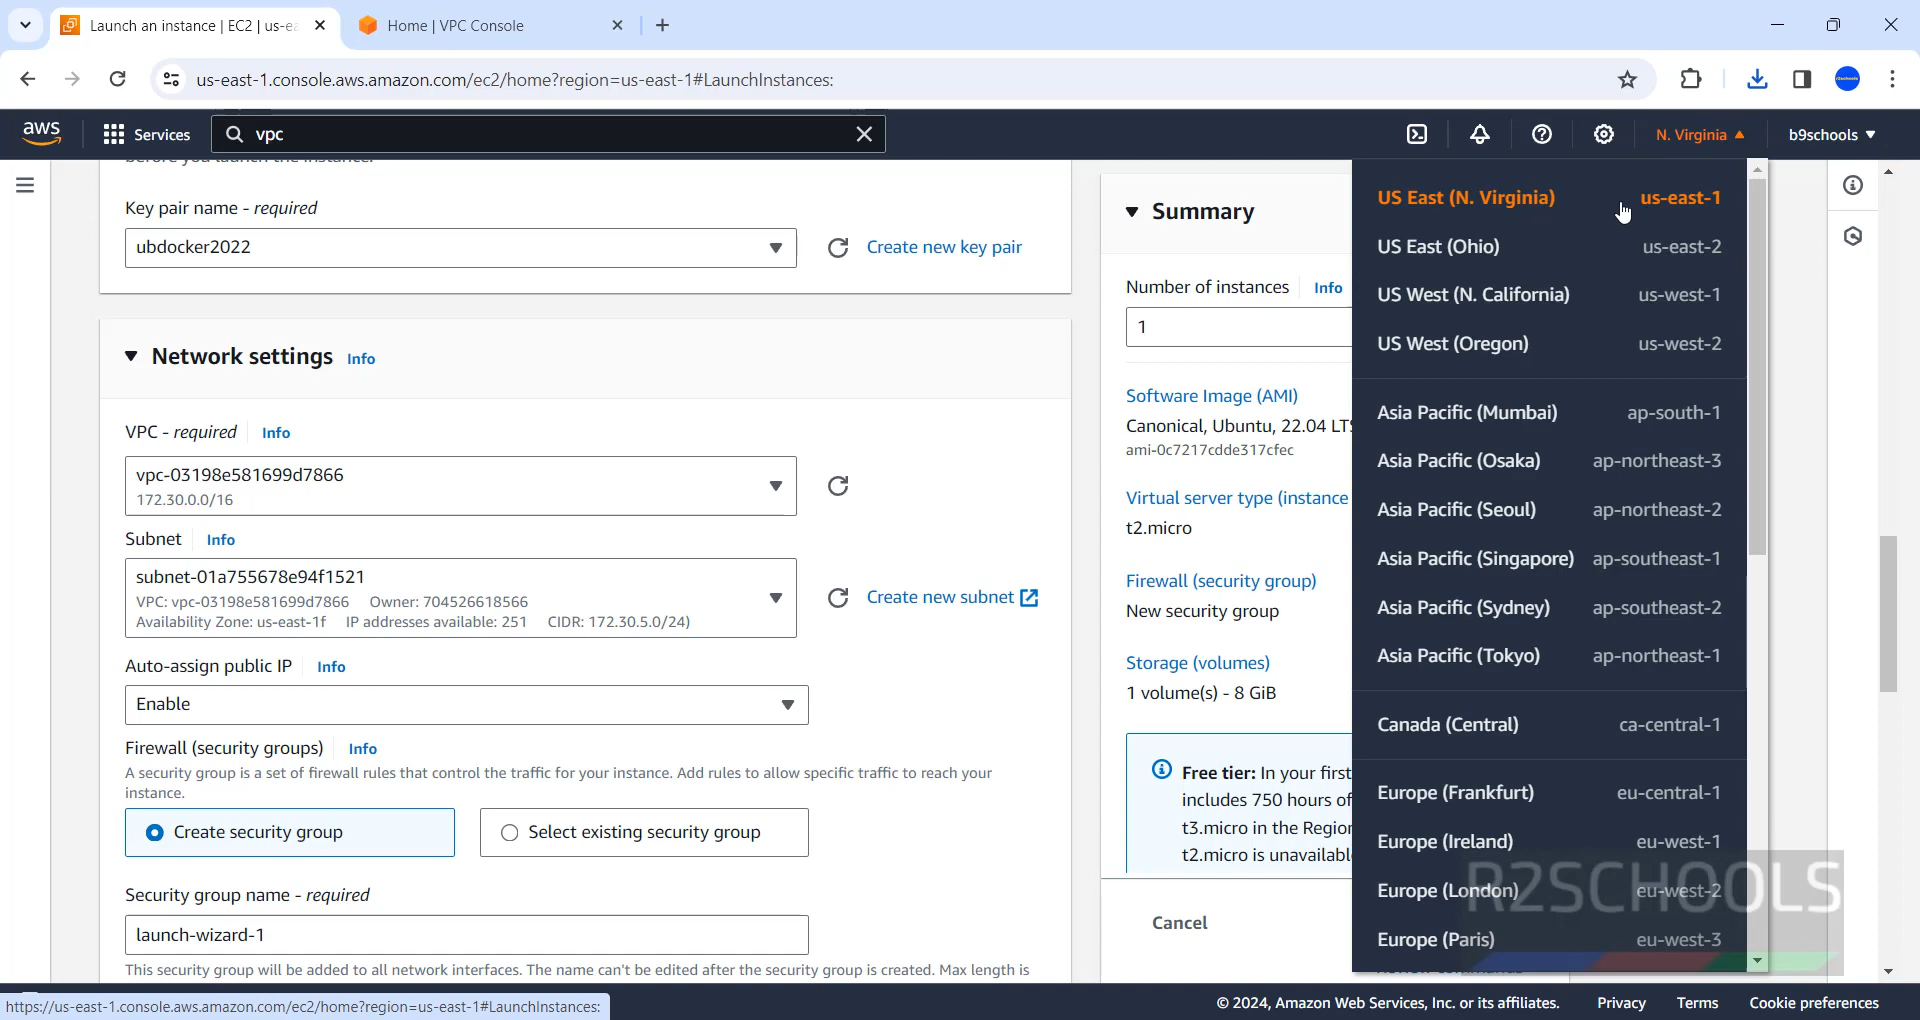 Launch an instance | EC2 | us-ea
Home | VPC Console
us-east-1.console.aws.amazon.com/ec2/home?region=us-east-1#LaunchInstances:
aws
Services
vpc
N. Virginia
b9schools
before you launch the instance.
Key pair name - required
ubdocker2022
Create new key pair
Network settings Info
VPC - required Info
vpc-03198e581699d7866
172.30.0.0/16
Subnet Info
subnet-01a755678e94f1521
VPC: vpc-03198e581699d7866 Owner: 704526618566
Availability Zone: us-east-1f IP addresses available: 251 CIDR: 172.30.5.0/24)
Create new subnet
Auto-assign public IP Info
Enable
Firewall (security groups) Info
A security group is a set of firewall rules that control the traffic for your instance. Add rules to allow specific traffic to reach your
instance.
Create security group
Select existing security group
Security group name - required
launch-wizard-1
This security group will be added to all network interfaces. The name can't be edited after the security group is created. Max length is
Summary
Number of instances Info
1
Software Image (AMI)
Canonical, Ubuntu, 22.04 LTS
ami-0c7217cdde317cfec
Virtual server type (instance
t2.micro
Firewall (security group)
New security group
Storage (volumes)
1 volume(s) - 8 GiB
Free tier: In your first
includes 750 hours of
t3.micro in the Region
t2.micro is unavailabl
Cancel
US East (N. Virginia) us-east-1
US East (Ohio) us-east-2
US West (N. California) us-west-1
US West (Oregon) us-west-2
Asia Pacific (Mumbai) ap-south-1
Asia Pacific (Osaka) ap-northeast-3
Asia Pacific (Seoul) ap-northeast-2
Asia Pacific (Singapore) ap-southeast-1
Asia Pacific (Sydney) ap-southeast-2
Asia Pacific (Tokyo) ap-northeast-1
Canada (Central) ca-central-1
Europe (Frankfurt) eu-central-1
Europe (Ireland) eu-west-1
Europe (London) eu-west-2
Europe (Paris) eu-west-3
R2SCHOOLS
https://us-east-1.console.aws.amazon.com/ec2/home?region=us-east-1#LaunchInstances:
© 2024, Amazon Web Services, Inc. or its affiliates.
Privacy
Terms
Cookie preferences